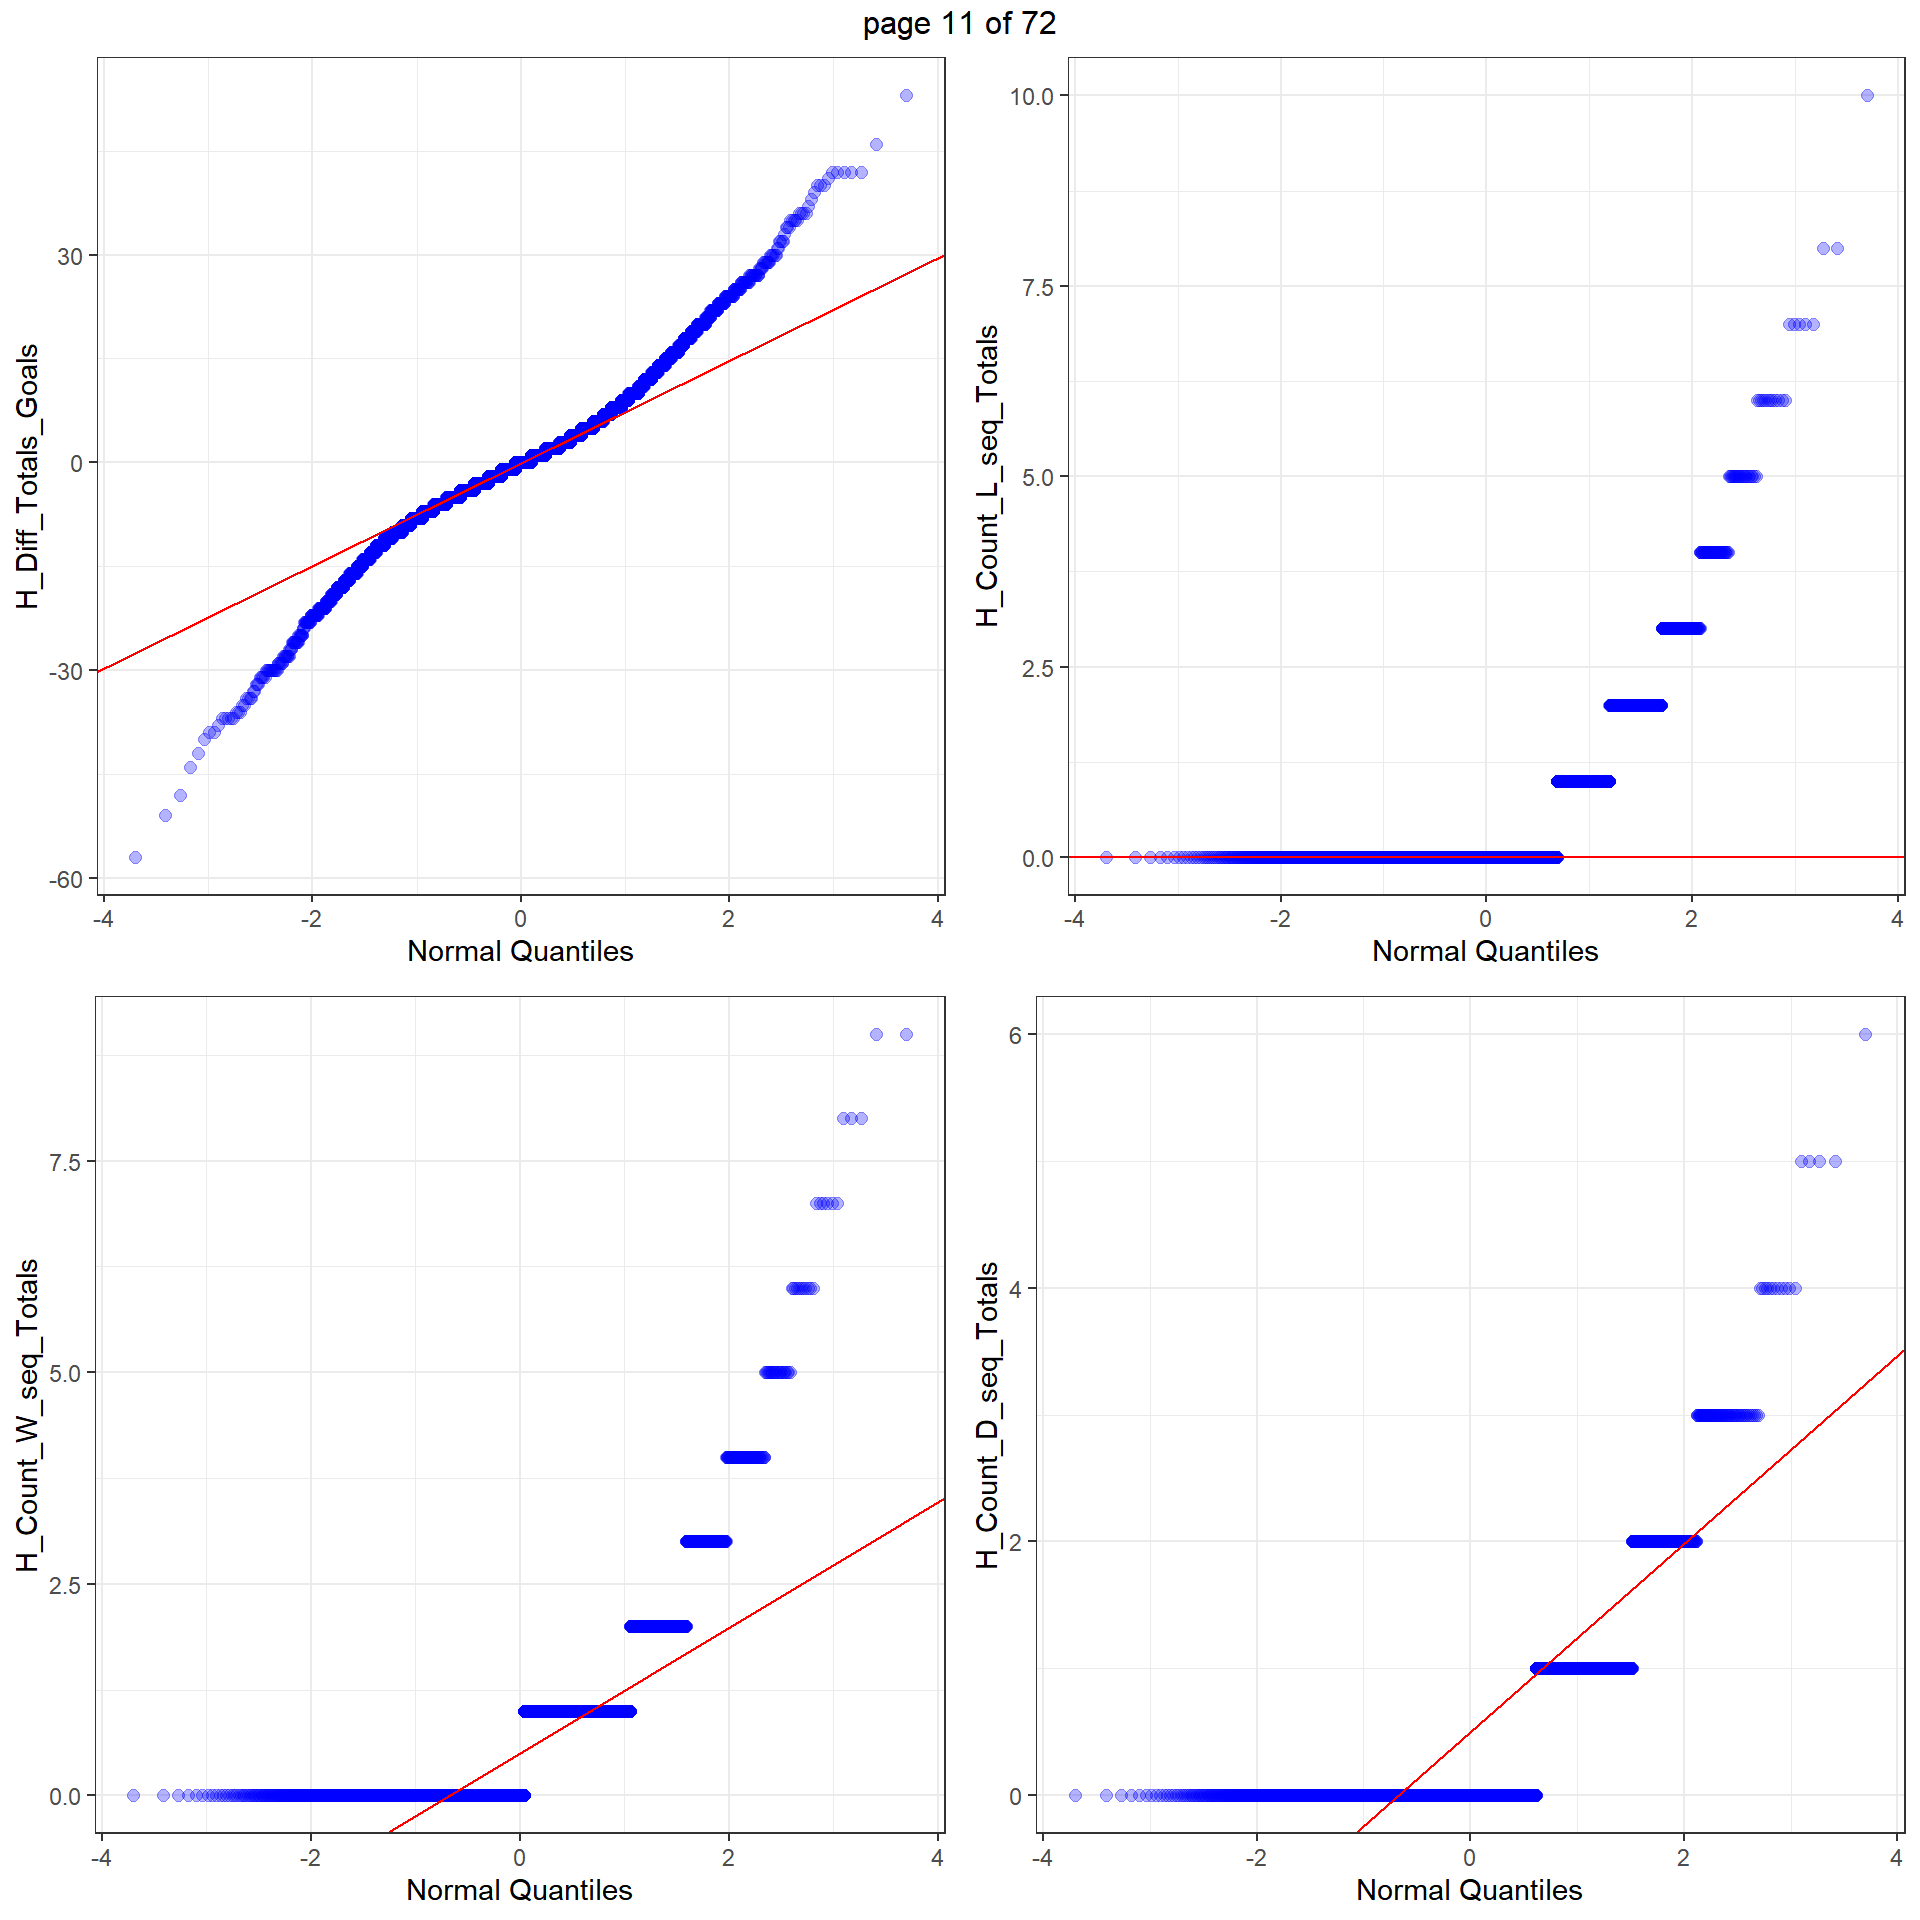 page 11 of 72
H_Diff_Totals_Goals
30
0
-30
-60
-4 -2 0 2 4
Normal Quantiles
H_Count_L_seq_Totals
10.0
7.5
5.0
2.5
0.0
-4 -2 0 2 4
Normal Quantiles
H_Count_W_seq_Totals
7.5
5.0
2.5
0.0
-4 -2 0 2 4
Normal Quantiles
H_Count_D_seq_Totals
6
4
2
0
-4 -2 0 2 4
Normal Quantiles